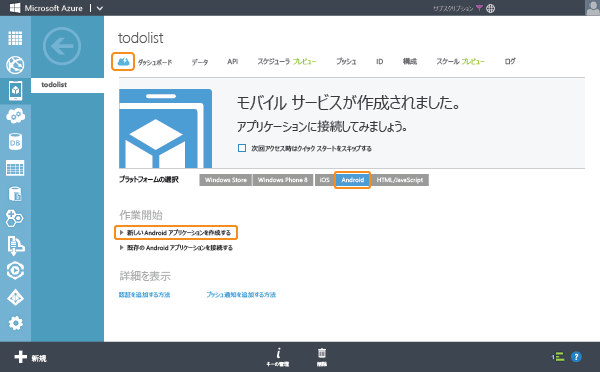 Microsoft Azure
サブスクリプション
todolist
todolist
ダッシュボード データ API スケジューラ プレビュー プッシュ ID 構成 スケール プレビュー ログ
モバイル サービスが作成されました。
アプリケーションに接続してみましょう。
次回アクセス時はクイック スタートをスキップする
プラットフォームの選択 Windows Store Windows Phone 8 iOS Android HTML/JavaScript
作業開始
新しい Android アプリケーションを作成する
既存の Android アプリケーションを接続する
詳細を表示
認証を追加する方法 プッシュ通知を追加する方法
DB
新規 キーの管理 削除 1 ?